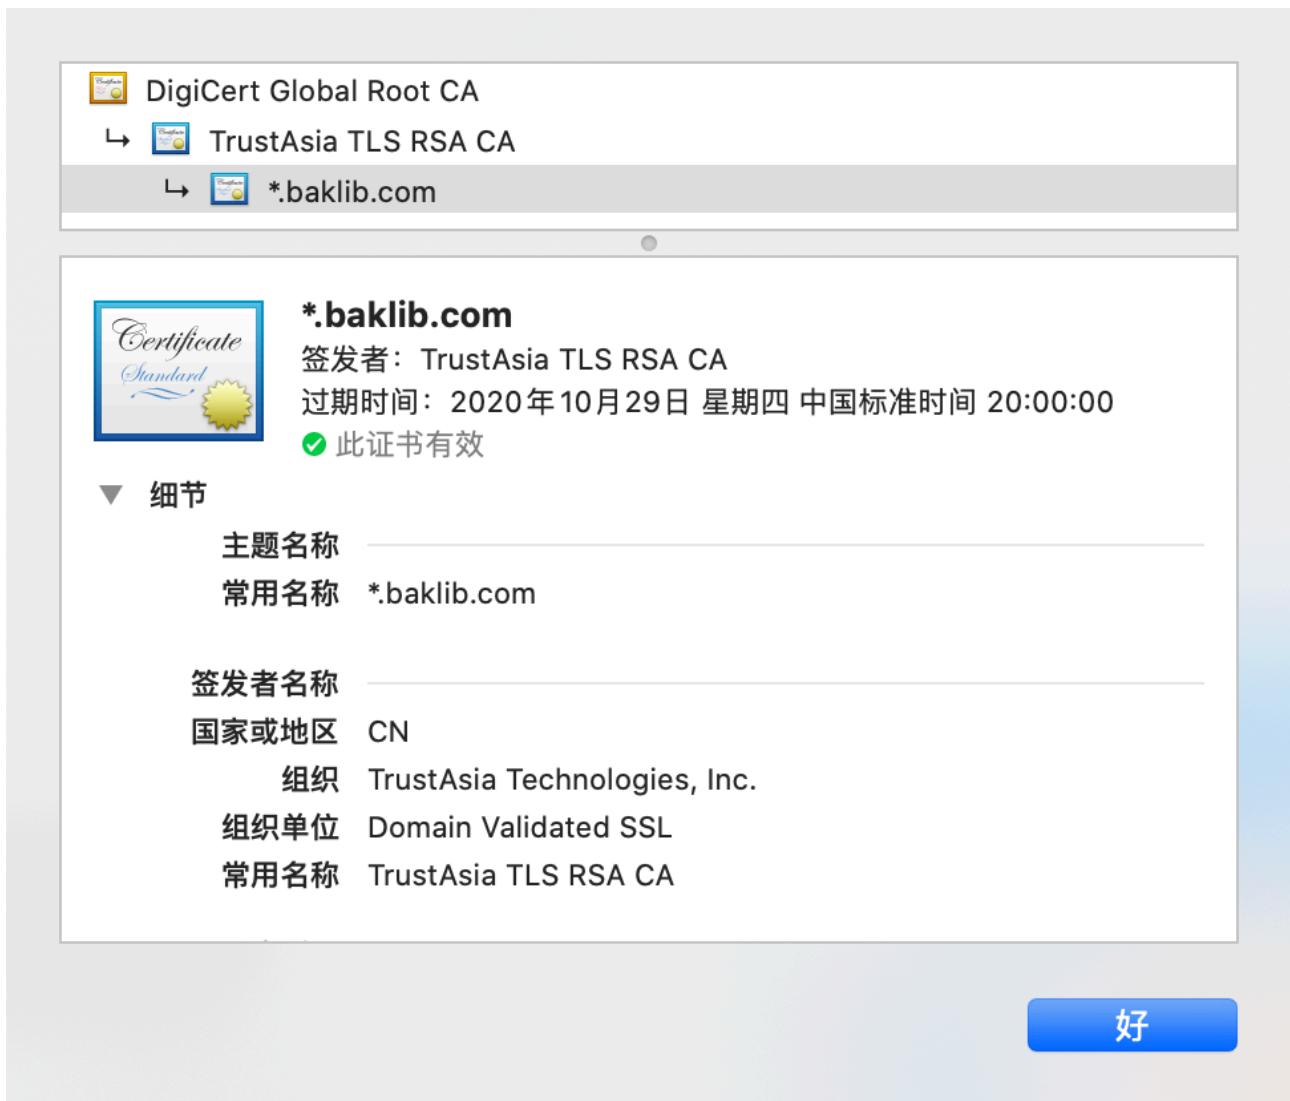 DigiCert Global Root CA
TrustAsia TLS RSA CA
*.baklib.com
Certificate
Standard
*.baklib.com
签发者：TrustAsia TLS RSA CA
过期时间：2020年10月29日 星期四 中国标准时间 20:00:00
此证书有效
细节
主题名称
常用名称 *.baklib.com
签发者名称
国家或地区 CN
组织 TrustAsia Technologies, Inc.
组织单位 Domain Validated SSL
常用名称 TrustAsia TLS RSA CA
好